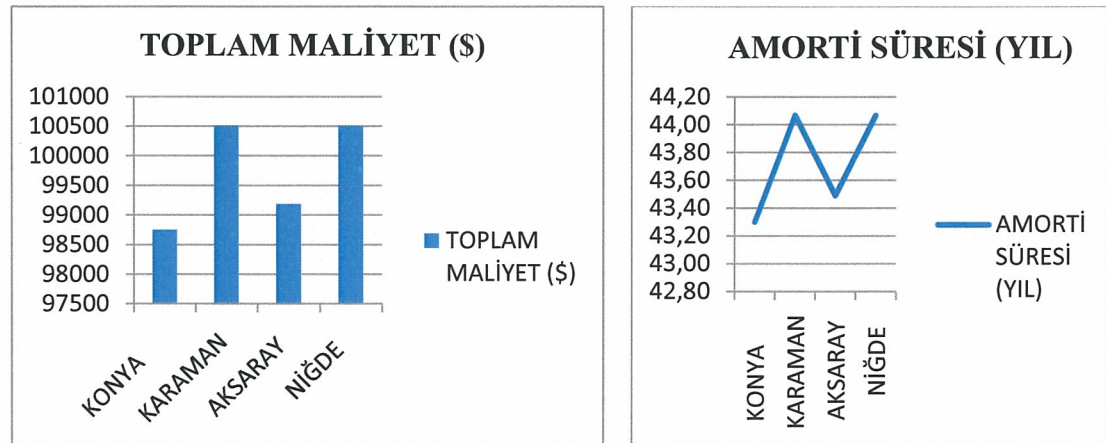 TOPLAM MALİYET ($)
101000
100500
100000
99500
99000
98500
98000
97500
KONYA
KARAMAN
AKSARAY
NİĞDE
TOPLAM
MALİYET ($)
AMORTİ SÜRESİ (YIL)
44,20
44,00
43,80
43,60
43,40
43,20
43,00
42,80
KONYA
KARAMAN
AKSARAY
NİĞDE
AMORTİ
SÜRESİ
(YIL)